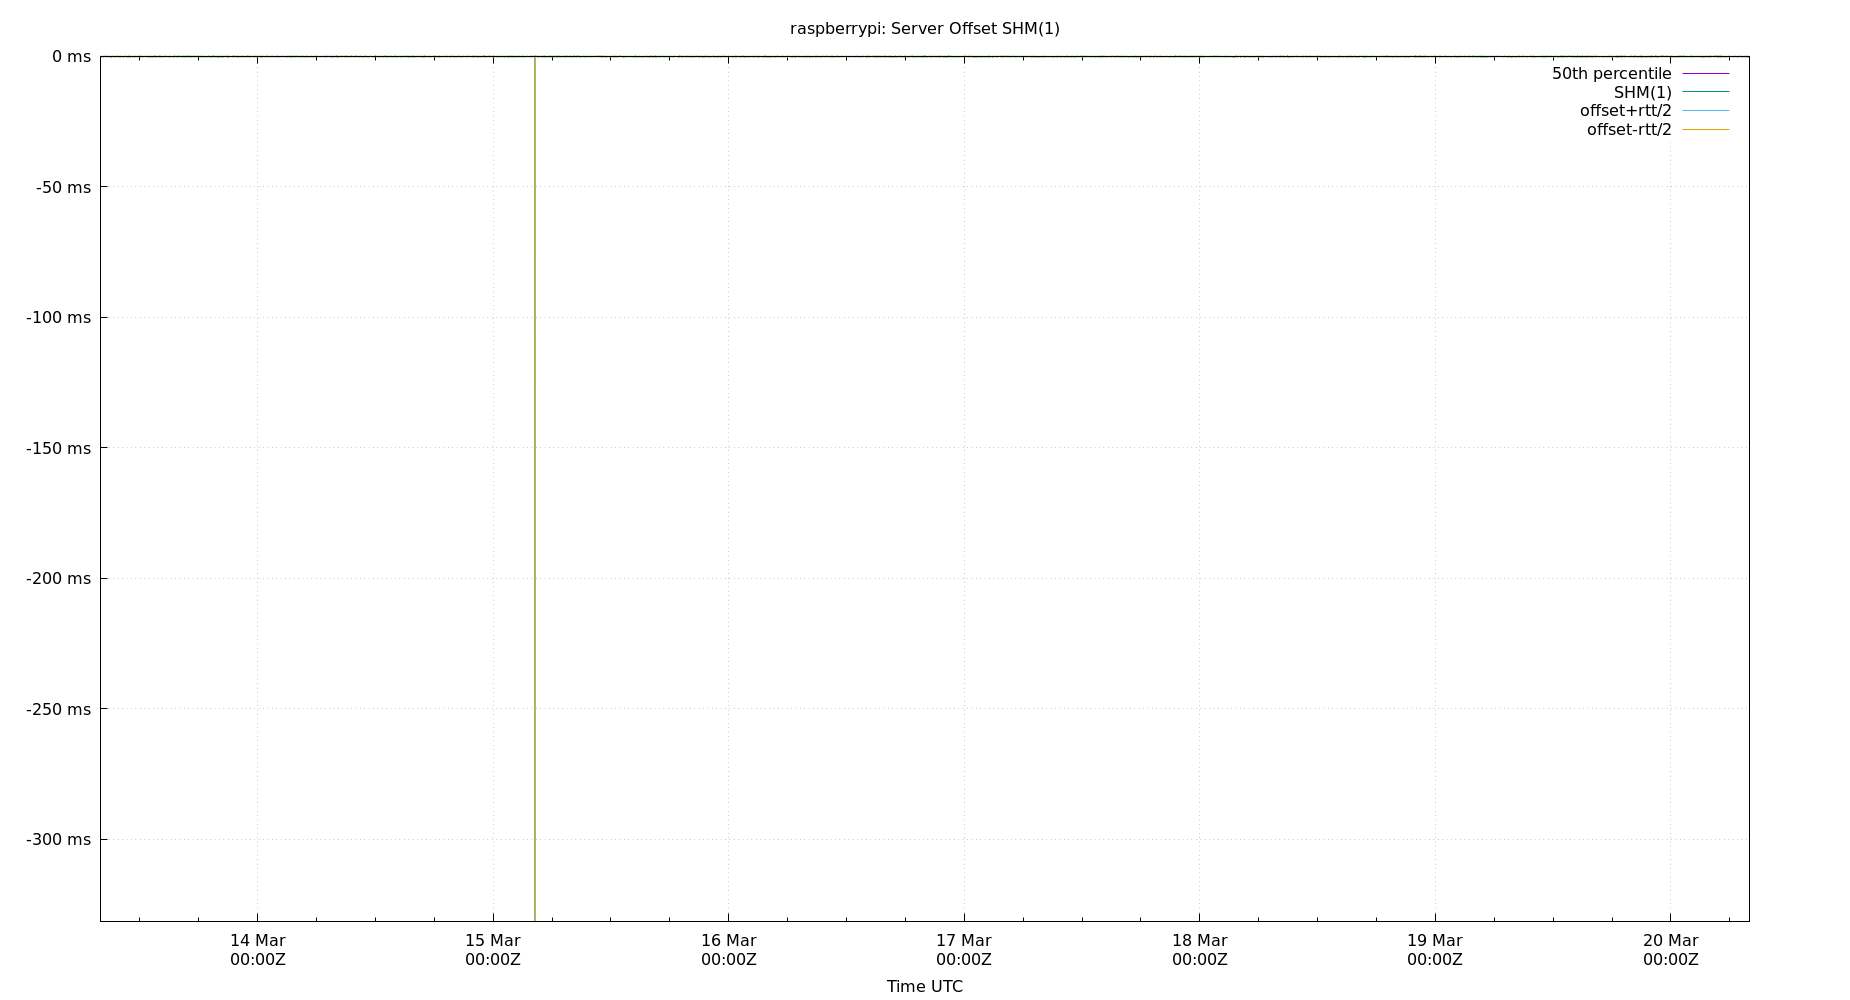 raspberrypi: Server Offset SHM(1)
0 ms
50th percentile
SHM(1)
offset+rtt/2
offset-rtt/2
-50 ms
-100 ms
-150 ms
-200 ms
-250 ms
-300 ms
14 Mar 15 Mar 16 Mar 17 Mar 18 Mar 19 Mar 20 Mar
00:00Z 00:00Z 00:00Z 00:00Z 00:00Z 00:00Z 00:00Z
Time UTC